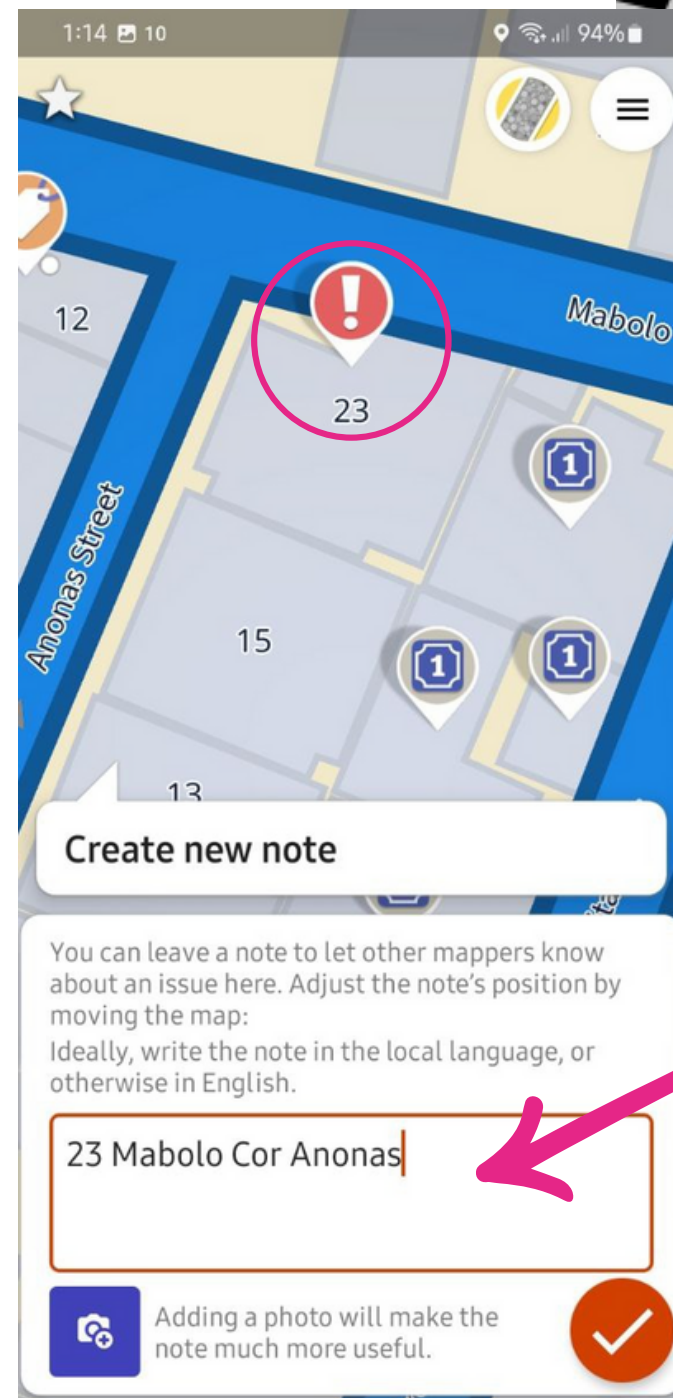 1:14 10 94%
Mabolo
12
23
1
Anonas Street
15
1
1
13
Create new note
You can leave a note to let other mappers know
about an issue here. Adjust the note's position by
moving the map:
Ideally, write the note in the local language, or
otherwise in English.
23 Mabolo Cor Anonas
Adding a photo will make the
note much more useful.